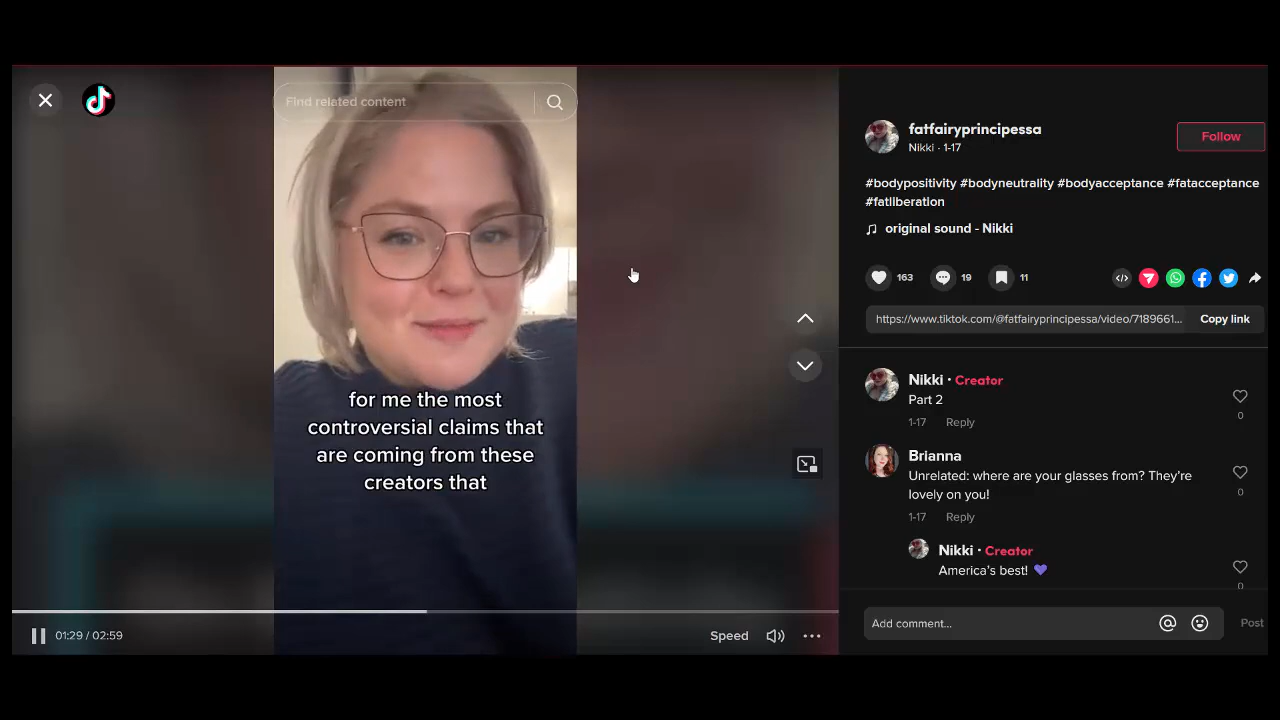 Find related content
for me the most
controversial claims that
are coming from these
creators that
01:29 / 02:59
Speed
fatfairyprincipessa
Nikki · 1-17
Follow
#bodypositivity #bodyneutrality #bodyacceptance #fatacceptance
#fatliberation
original sound - Nikki
163
19
11
https://www.tiktok.com/@fatfairyprincipessa/video/7189661...
Copy link
Nikki · Creator
Part 2
1-17 Reply
0
Brianna
Unrelated: where are your glasses from? They're
lovely on you!
1-17 Reply
0
Nikki · Creator
America's best! 💜
0
Add comment...
Post